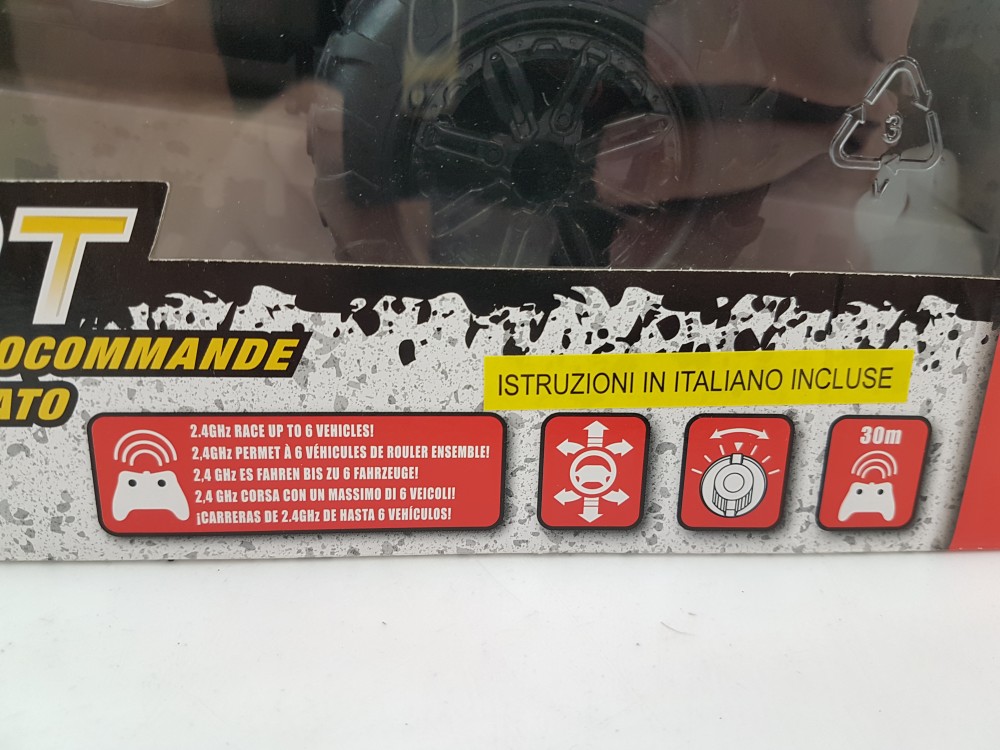 3
T
OCOMMANDE
ATO
ISTRUZIONI IN ITALIANO INCLUSE
2.4GHz RACE UP TO 6 VEHICLES!
2,4GHz PERMET À 6 VÉHICULES DE ROULER ENSEMBLE!
2,4 GHz ES FAHREN BIS ZU 6 FAHRZEUGE!
2,4 GHz CORSA CON UN MASSIMO DI 6 VEICOLI!
¡CARRERAS DE 2.4GHz DE HASTA 6 VEHÍCULOS!
30m